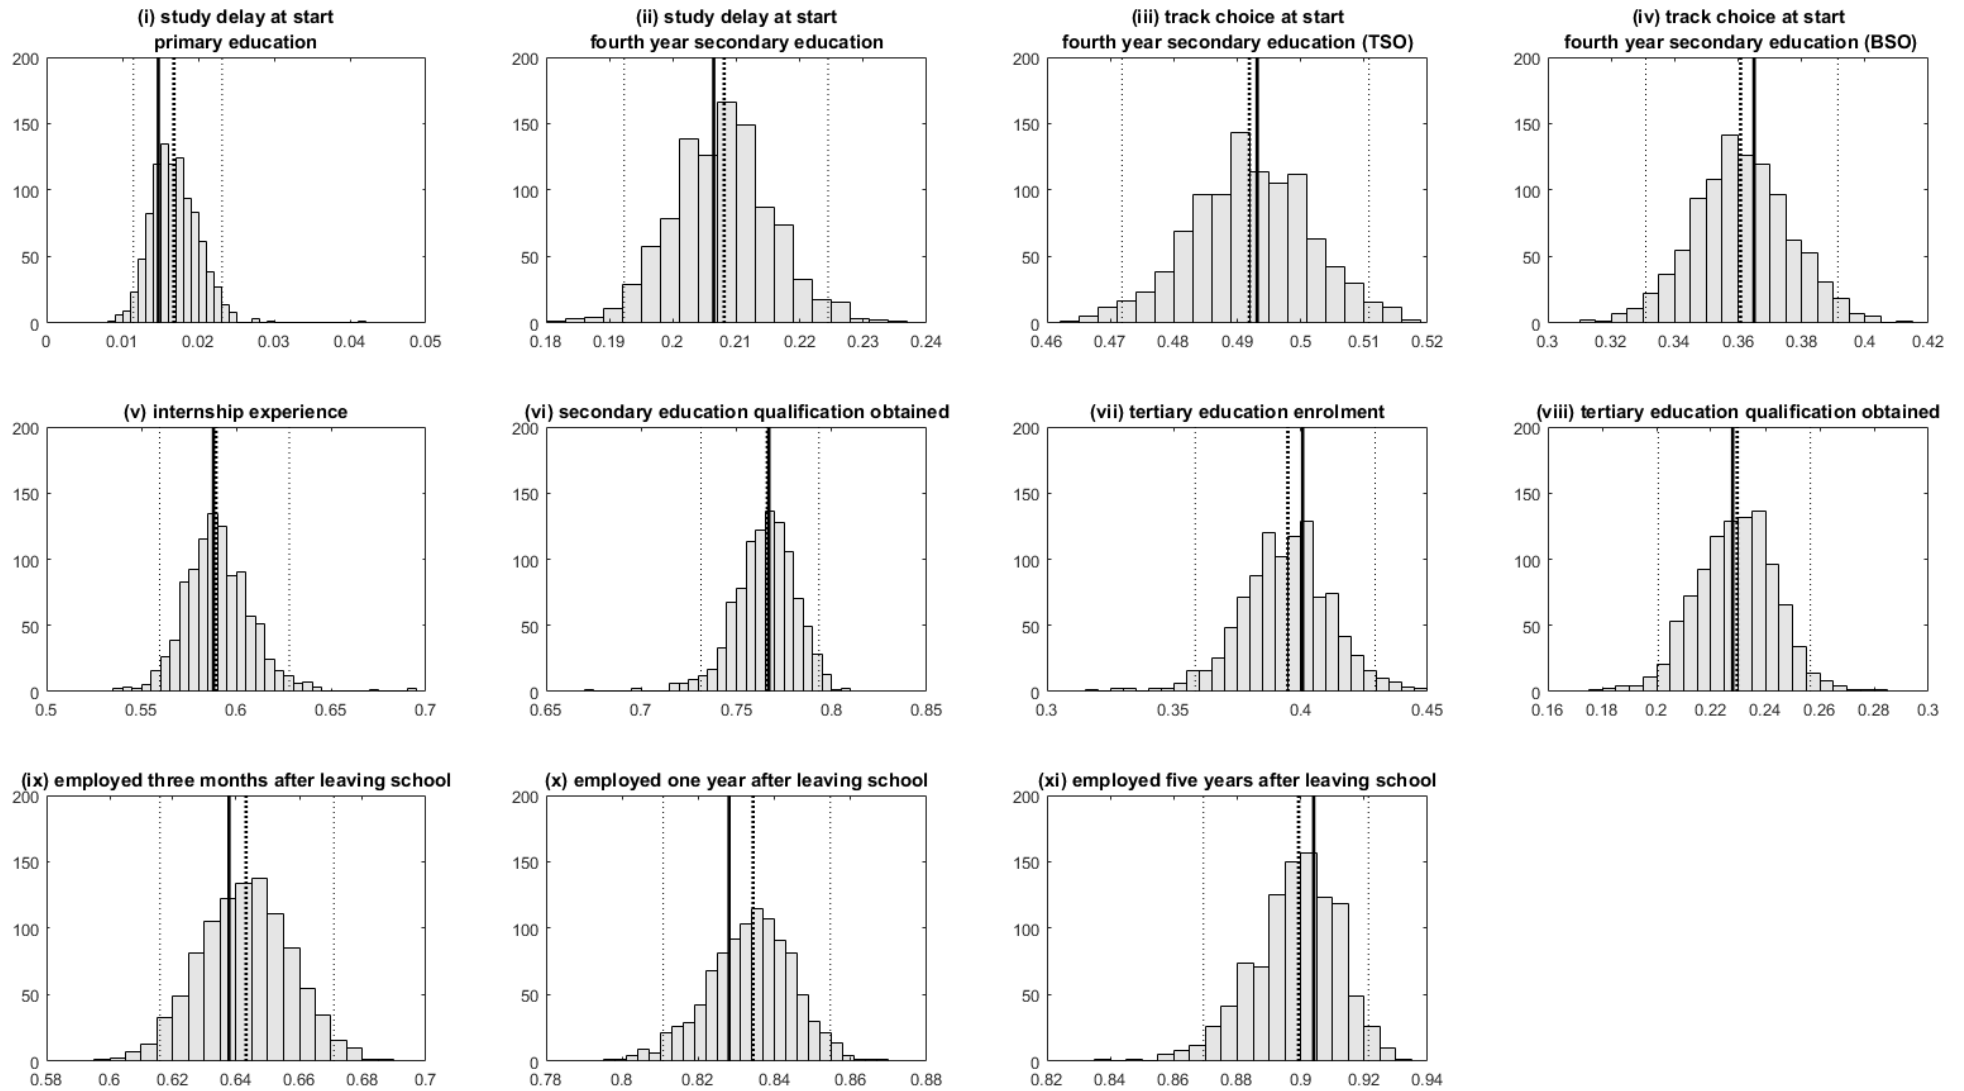 (i) study delay at start
primary education
200
150
100
50
0
0 0.01 0.02 0.03 0.04 0.05
(ii) study delay at start
fourth year secondary education
200
150
100
50
0
0.18 0.19 0.2 0.21 0.22 0.23 0.24
(iii) track choice at start
fourth year secondary education (TSO)
200
150
100
50
0
0.46 0.47 0.48 0.49 0.5 0.51 0.52
(iv) track choice at start
fourth year secondary education (BSO)
200
150
100
50
0
0.3 0.32 0.34 0.36 0.38 0.4 0.42
(v) internship experience
200
150
100
50
0
0.5 0.55 0.6 0.65 0.7
(vi) secondary education qualification obtained
200
150
100
50
0
0.65 0.7 0.75 0.8 0.85
(vii) tertiary education enrolment
200
150
100
50
0
0.3 0.35 0.4 0.45
(viii) tertiary education qualification obtained
200
150
100
50
0
0.16 0.18 0.2 0.22 0.24 0.26 0.28 0.3
(ix) employed three months after leaving school
200
150
100
50
0
0.58 0.6 0.62 0.64 0.66 0.68 0.7
(x) employed one year after leaving school
200
150
100
50
0
0.78 0.8 0.82 0.84 0.86 0.88
(xi) employed five years after leaving school
200
150
100
50
0
0.82 0.84 0.86 0.88 0.9 0.92 0.94